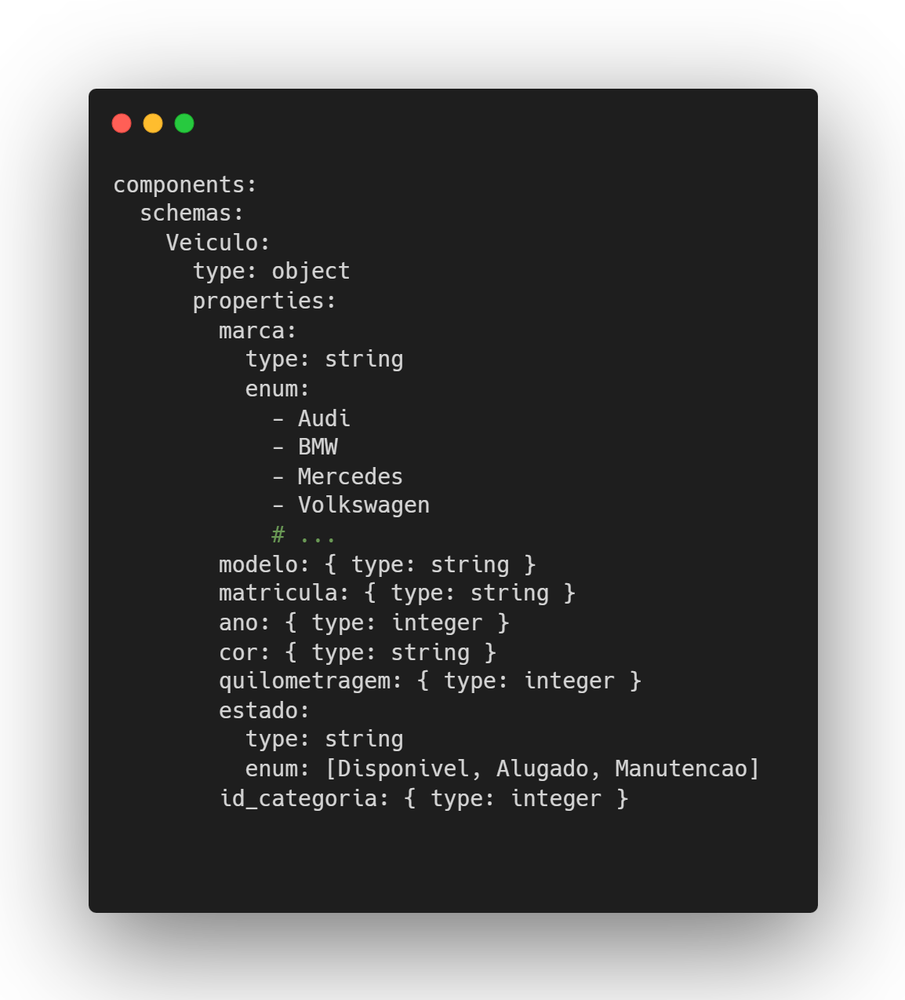 components:
  schemas:
    Veiculo:
      type: object
      properties:
        marca:
          type: string
          enum:
            - Audi
            - BMW
            - Mercedes
            - Volkswagen
            # ...
        modelo: { type: string }
        matricula: { type: string }
        ano: { type: integer }
        cor: { type: string }
        quilometragem: { type: integer }
        estado:
          type: string
          enum: [Disponivel, Alugado, Manutencao]
        id_categoria: { type: integer }